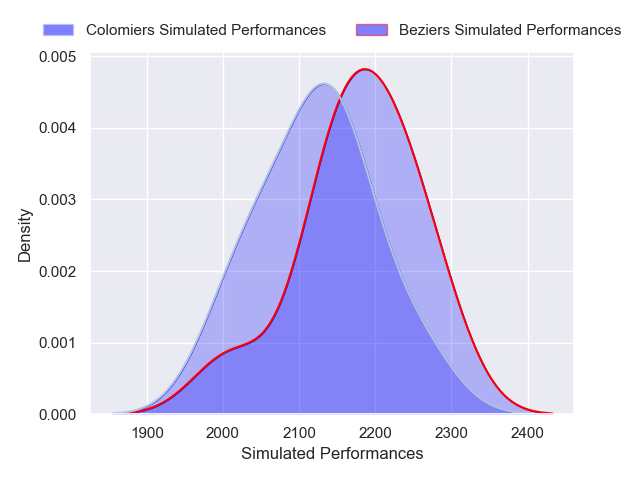 Colomiers Simulated Performances Beziers Simulated Performances
0.005
0.004
0.003
0.002
0.001
0.000
Density
1900 2000 2100 2200 2300 2400
Simulated Performances